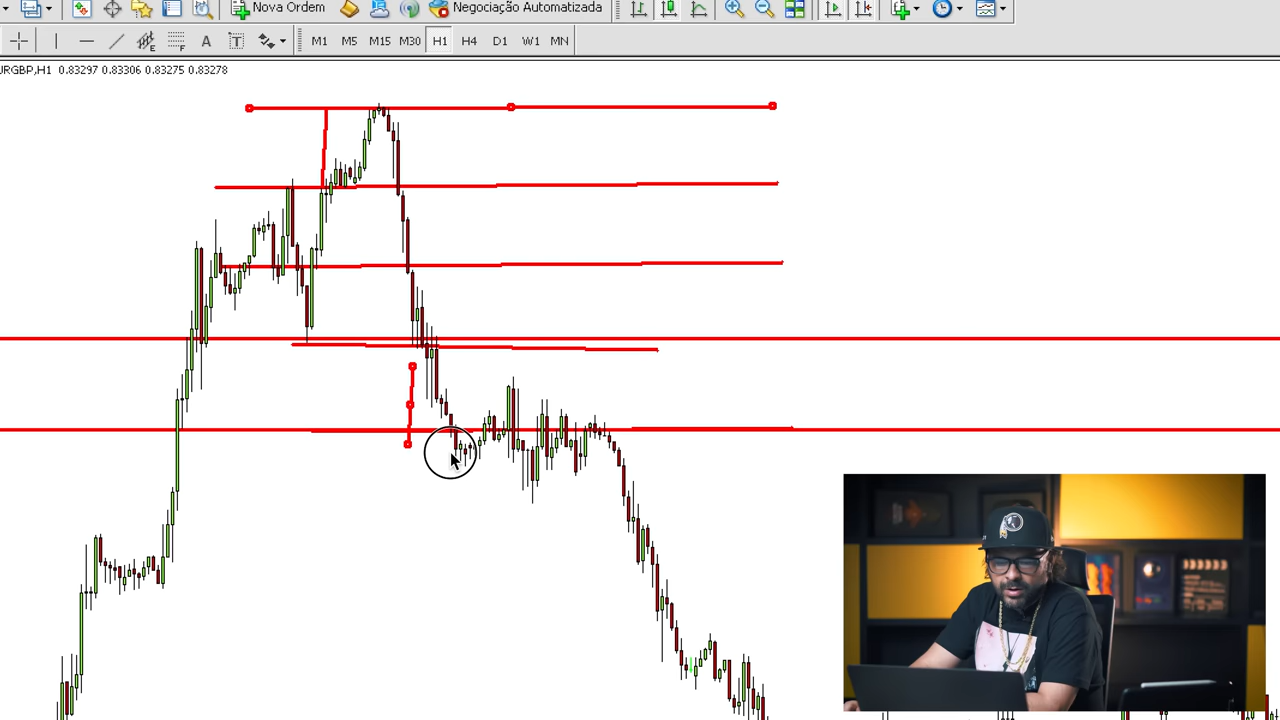 Nova Ordem Negociação Automatizada
A T M1 M5 M15 M30 H1 H4 D1 W1 MN
URGBP,H1 0.83297 0.83306 0.83275 0.83278